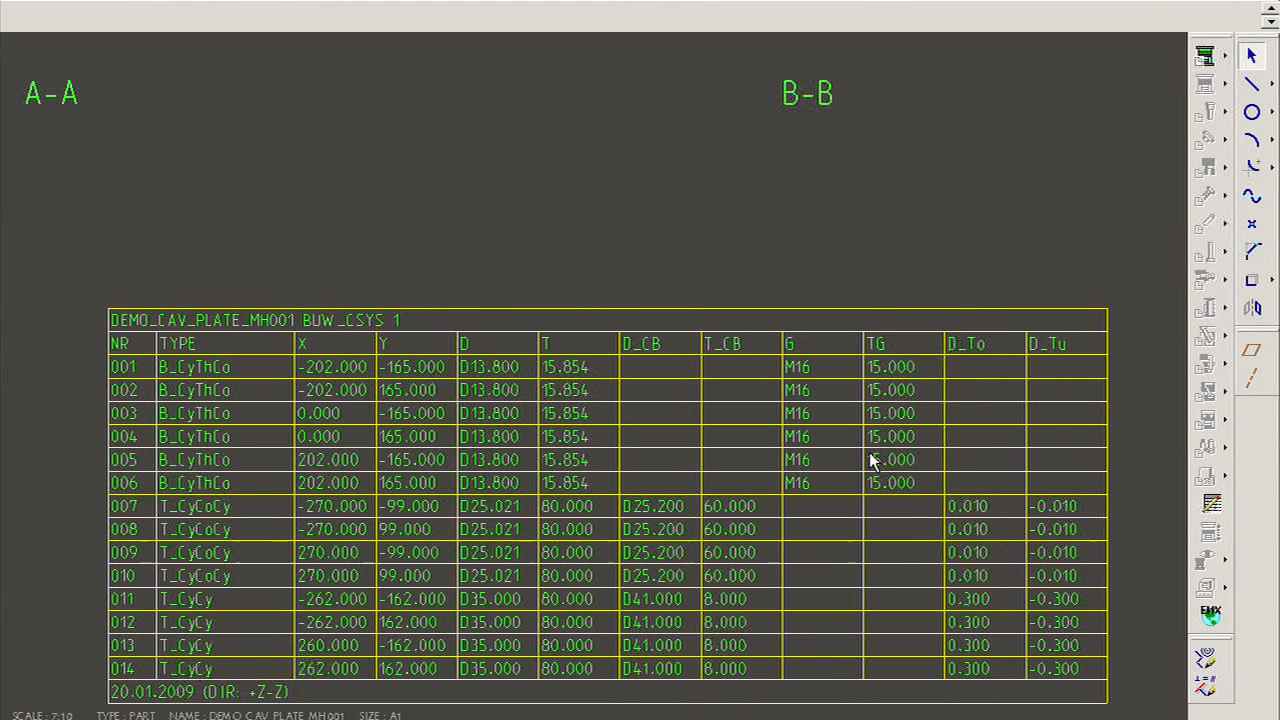 A-A B-B
DEMO_CAV_PLATE_MH001 BUW_CSYS 1
NR TYPE X Y D T D_CB T_CB G TG D_To D_Tu
001 B_CyThCo -202.000 -165.000 D13.800 15.854 M16 15.000
002 B_CyThCo -202.000 165.000 D13.800 15.854 M16 15.000
003 B_CyThCo 0.000 -165.000 D13.800 15.854 M16 15.000
004 B_CyThCo 0.000 165.000 D13.800 15.854 M16 15.000
005 B_CyThCo 202.000 -165.000 D13.800 15.854 M16 15.000
006 B_CyThCo 202.000 165.000 D13.800 15.854 M16 15.000
007 T_CyCoCy -270.000 -99.000 D25.021 80.000 D25.200 60.000 0.010 -0.010
008 T_CyCoCy -270.000 99.000 D25.021 80.000 D25.200 60.000 0.010 -0.010
009 T_CyCoCy 270.000 -99.000 D25.021 80.000 D25.200 60.000 0.010 -0.010
010 T_CyCoCy 270.000 99.000 D25.021 80.000 D25.200 60.000 0.010 -0.010
011 T_CyCy -262.000 -162.000 D35.000 80.000 D41.000 8.000 0.300 -0.300
012 T_CyCy -262.000 162.000 D35.000 80.000 D41.000 8.000 0.300 -0.300
013 T_CyCy 260.000 -162.000 D35.000 80.000 D41.000 8.000 0.300 -0.300
014 T_CyCy 262.000 162.000 D35.000 80.000 D41.000 8.000 0.300 -0.300
20.01.2009 (DIR: +Z-Z)
SCALE : 7:10 TYPE : PART NAME : DEMO_CAV_PLATE_MH001 SIZE : A1
EMX